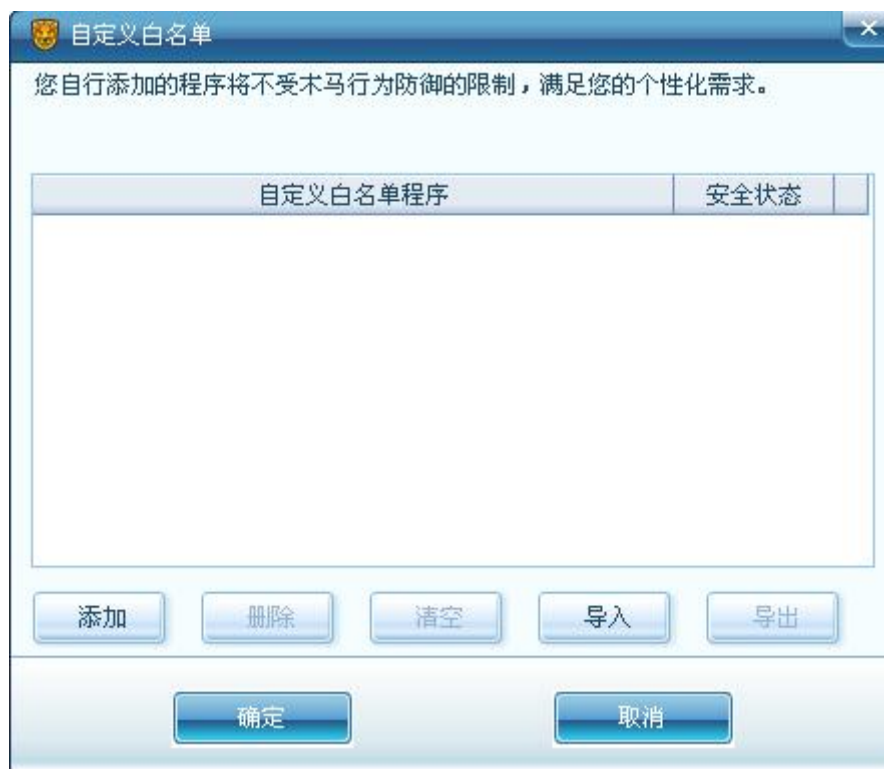 自定义白名单
您自行添加的程序将不受木马行为防御的限制，满足您的个性化需求。
自定义白名单程序 安全状态
添加 删除 清空 导入 导出
确定 取消